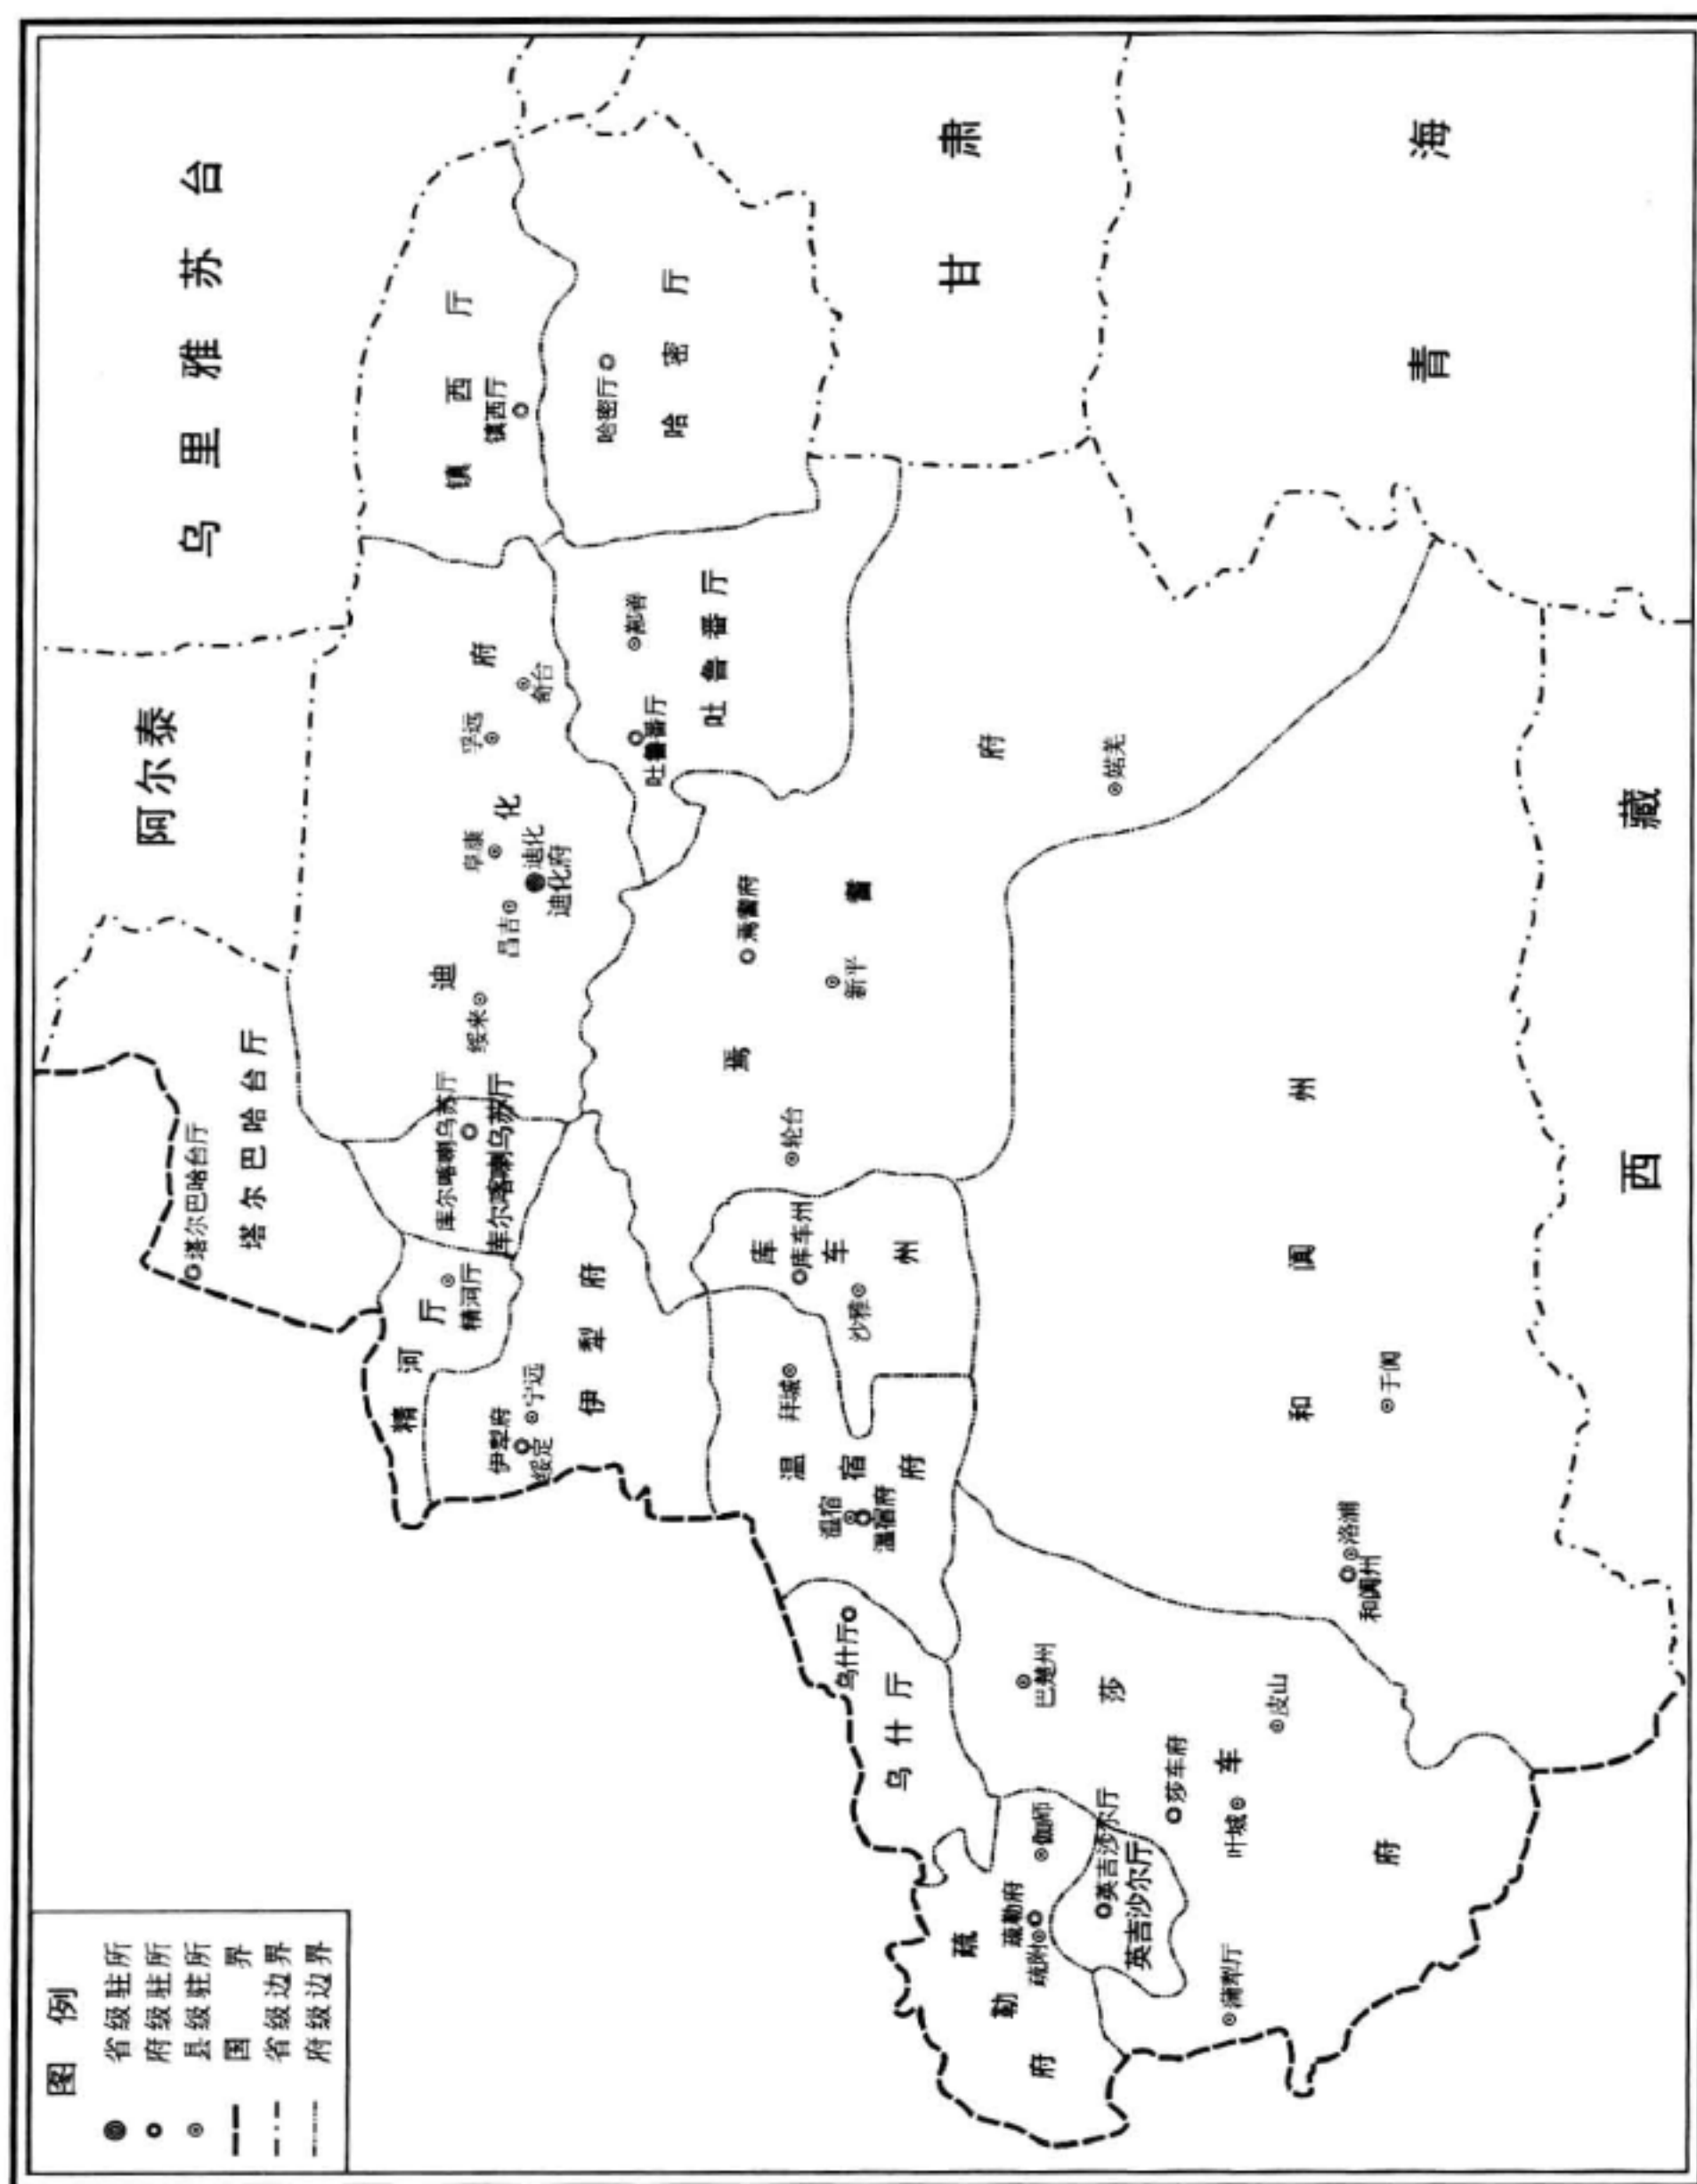 乌里雅苏台
阿尔泰
塔尔巴哈台厅
塔尔巴哈台厅
镇西厅
镇西厅
哈密厅
哈密厅
甘肃
青海
西藏
迪化府
孚远
奇台
阜康
迪化
迪化府
昌吉
绥来
鄯善
吐鲁番厅
吐鲁番厅
库尔喀喇乌苏厅
库尔喀喇乌苏厅
精河厅
精河厅
伊犁府
宁远
绥定
伊犁府
焉耆府
焉耆府
新平
轮台
婼羌
库车州
库车州
沙雅
拜城
温宿府
温宿
温宿府
乌什厅
乌什厅
和阗州
于阗
洛浦
和阗州
巴楚州
莎车府
莎车府
皮山
叶城
蒲犁厅
伽师
疏勒府
疏附
疏勒府
英吉沙尔厅
英吉沙尔厅
图例
省级驻所
府级驻所
县级驻所
国界
省级边界
府级边界